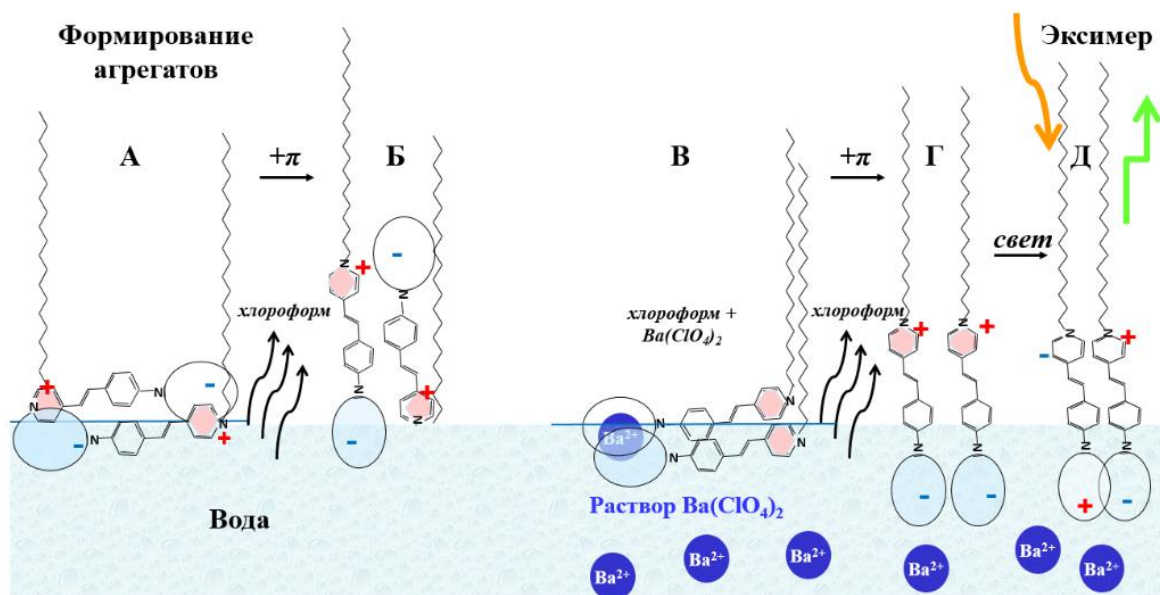 Формирование
агрегатов
Эксимер
А
+π
Б
В
+π
Г
Д
свет
хлороформ
хлороформ +
Ba(ClO₄)₂
хлороформ
N
+
-
N
N
-
+
N
N
+
-
N
N
-
+
N
N
N
N
N
Ba²⁺
N
+
N
+
N
N
-
-
N
-
N
+
N
N
+
-
Вода
Раствор Ba(ClO₄)₂
Ba²⁺
Ba²⁺
Ba²⁺
Ba²⁺
Ba²⁺
Ba²⁺